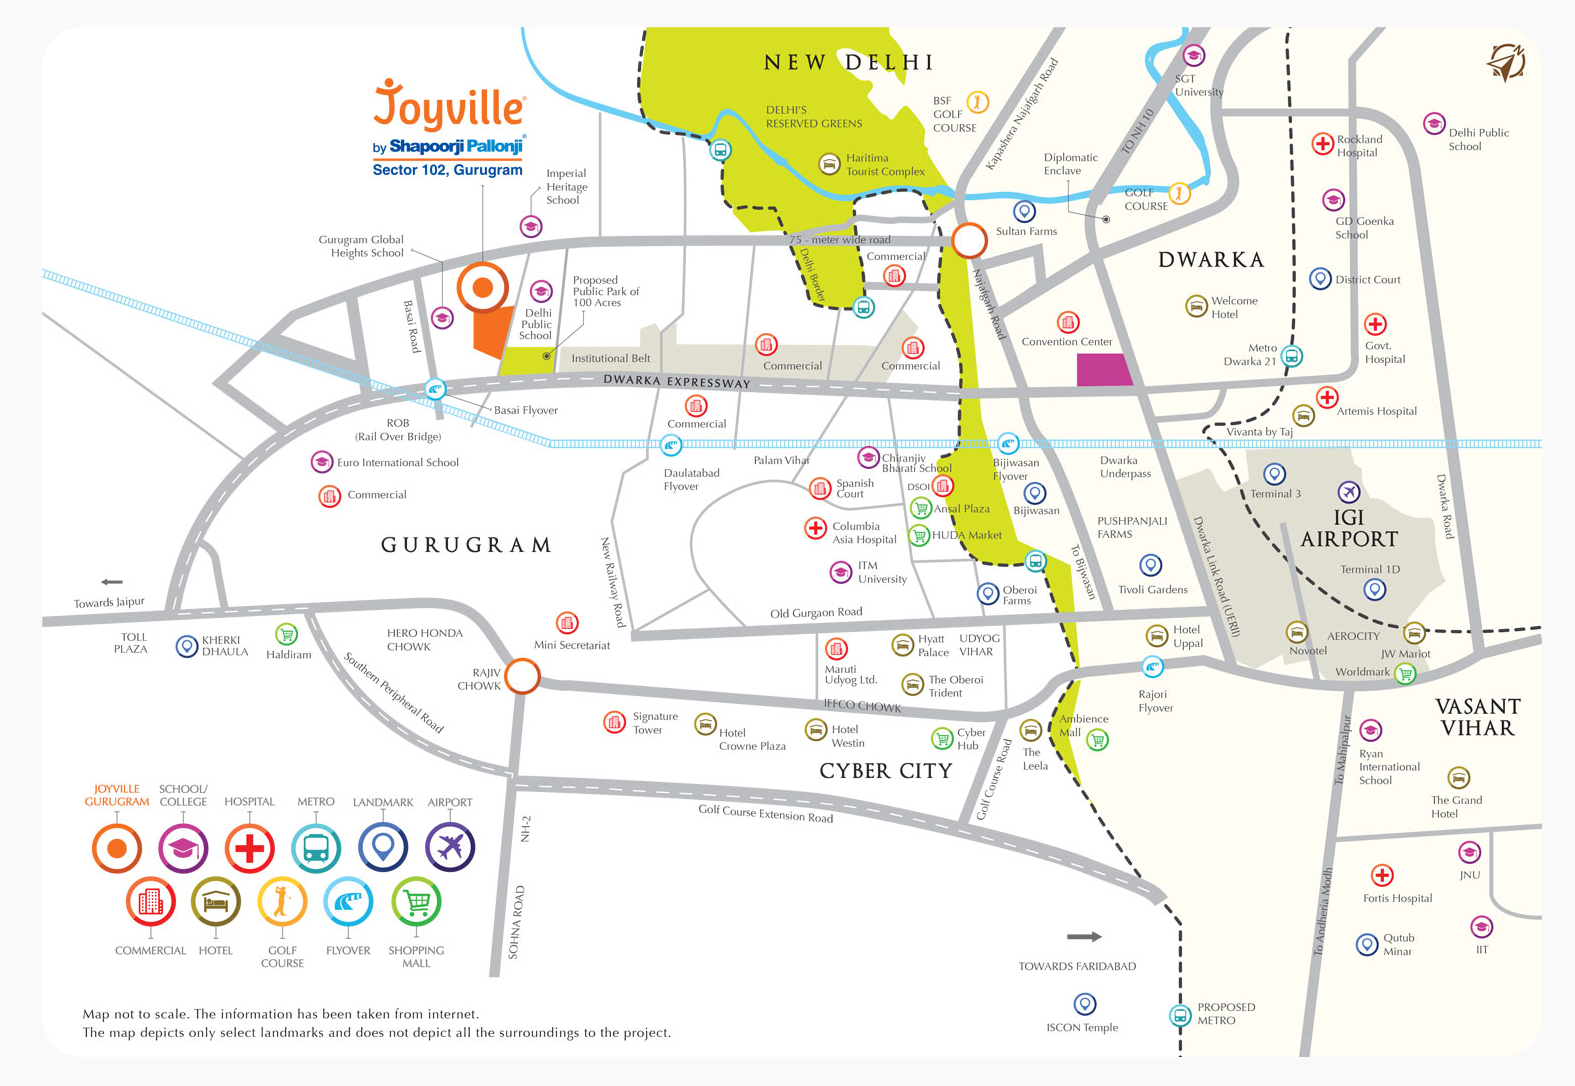 NEW DELHI
Joyville
by Shapoorji Pallonji
Sector 102, Gurugram
DELHI'S
RESERVED GREENS
BSF
GOLF
COURSE
Kapashera Najafgarh Road
TO NH 10
SGT
University
Rockland
Hospital
Delhi Public
School
Haritima
Tourist Complex
Diplomatic
Enclave
GOLF
COURSE
Imperial
Heritage
School
GD Goenka
School
Sultan Farms
Gurugram Global
Heights School
75 - meter wide road
Commercial
DWARKA
Delhi Border
Najafgarh Road
District Court
Proposed
Public Park of
100 Acres
Delhi
Public
School
Basai Road
Welcome
Hotel
Convention Center
Metro
Dwarka 21
Govt.
Hospital
Institutional Belt
Commercial
Commercial
DWARKA EXPRESSWAY
Basai Flyover
Commercial
Artemis Hospital
Vivanta by Taj
ROB
(Rail Over Bridge)
Euro International School
Commercial
Daulatabad
Flyover
Palam Vihar
Chiranjiv
Bharati School
Bijiwasan
Flyover
Dwarka
Underpass
Spanish
Court
DSOI
Ansal Plaza
HUDA Market
Bijiwasan
Terminal 3
IGI
AIRPORT
Dwarka Road
Columbia
Asia Hospital
PUSHPANJALI
FARMS
Dwarka Link Road (UERII)
GURUGRAM
New Railway Road
ITM
University
To Bijwasan
Terminal 1D
Oberoi
Farms
Tivoli Gardens
Towards Jaipur
Old Gurgaon Road
TOLL
PLAZA
KHERKI
DHAULA
Haldiram
HERO HONDA
CHOWK
Mini Secretariat
Hyatt
Palace
UDYOG
VIHAR
Hotel
Uppal
Novotel
AEROCITY
JW Mariot
Worldmark
Southern Peripheral Road
RAJIV
CHOWK
Maruti
Udyog Ltd.
The Oberoi
Trident
IFFCO CHOWK
Rajori
Flyover
VASANT
VIHAR
Signature
Tower
Hotel
Crowne Plaza
Hotel
Westin
Cyber
Hub
The
Leela
Ambience
Mall
To Mahipalpur
Ryan
International
School
CYBER CITY
Golf Course Road
The Grand
Hotel
Golf Course Extension Road
NH-2
SOHNA ROAD
JOYVILLE
GURUGRAM
SCHOOL/
COLLEGE
HOSPITAL
METRO
LANDMARK
AIRPORT
COMMERCIAL
HOTEL
GOLF
COURSE
FLYOVER
SHOPPING
MALL
JNU
Fortis Hospital
To Andheria Modh
Qutub
Minar
IIT
TOWARDS FARIDABAD
ISCON Temple
PROPOSED
METRO
Map not to scale. The information has been taken from internet.
The map depicts only select landmarks and does not depict all the surroundings to the project.